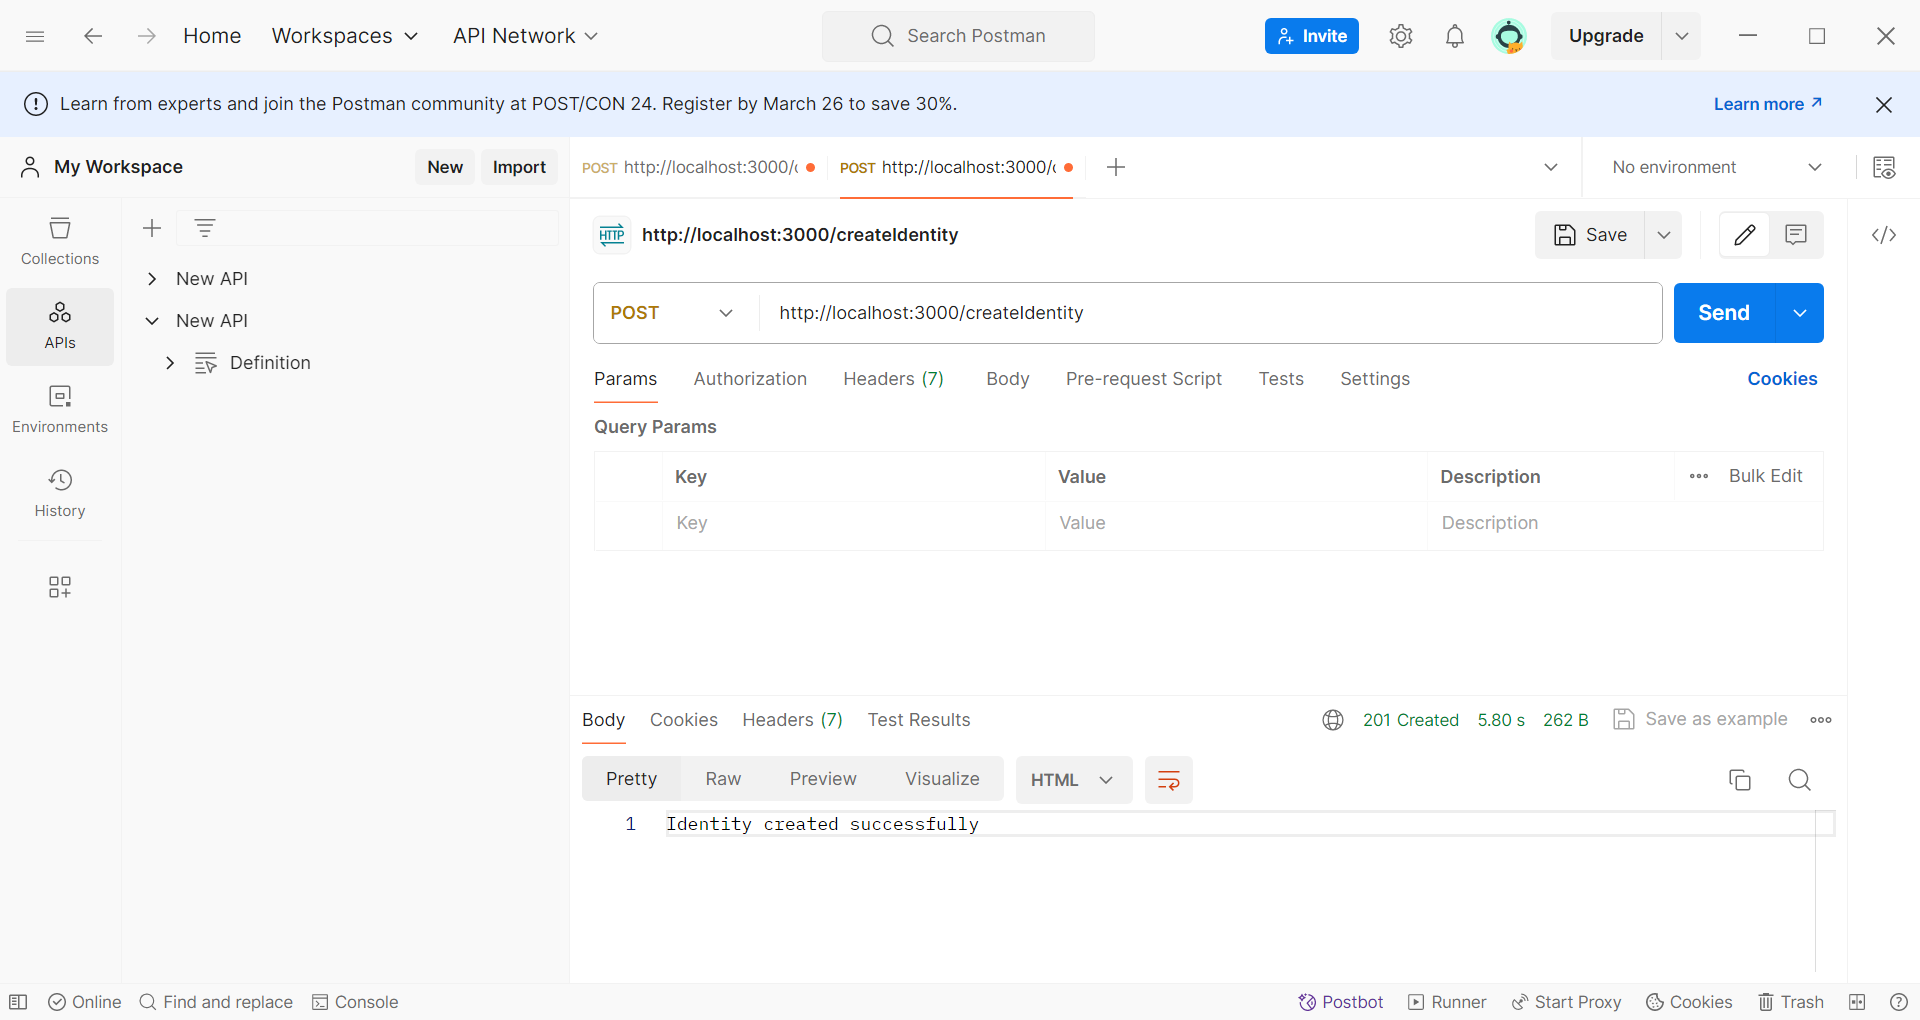 Home Workspaces API Network Search Postman Invite Upgrade
Learn from experts and join the Postman community at POST/CON 24. Register by March 26 to save 30%. Learn more
My Workspace New Import
POST http://localhost:3000/c POST http://localhost:3000/c No environment
Collections
APIs
Environments
History
New API
New API
Definition
HTTP http://localhost:3000/createIdentity Save
POST http://localhost:3000/createIdentity Send
Params Authorization Headers (7) Body Pre-request Script Tests Settings Cookies
Query Params
Key Value Description Bulk Edit
Key Value Description
Body Cookies Headers (7) Test Results 201 Created 5.80 s 262 B Save as example
Pretty Raw Preview Visualize HTML
1 Identity created successfully
Online Find and replace Console Postbot Runner Start Proxy Cookies Trash